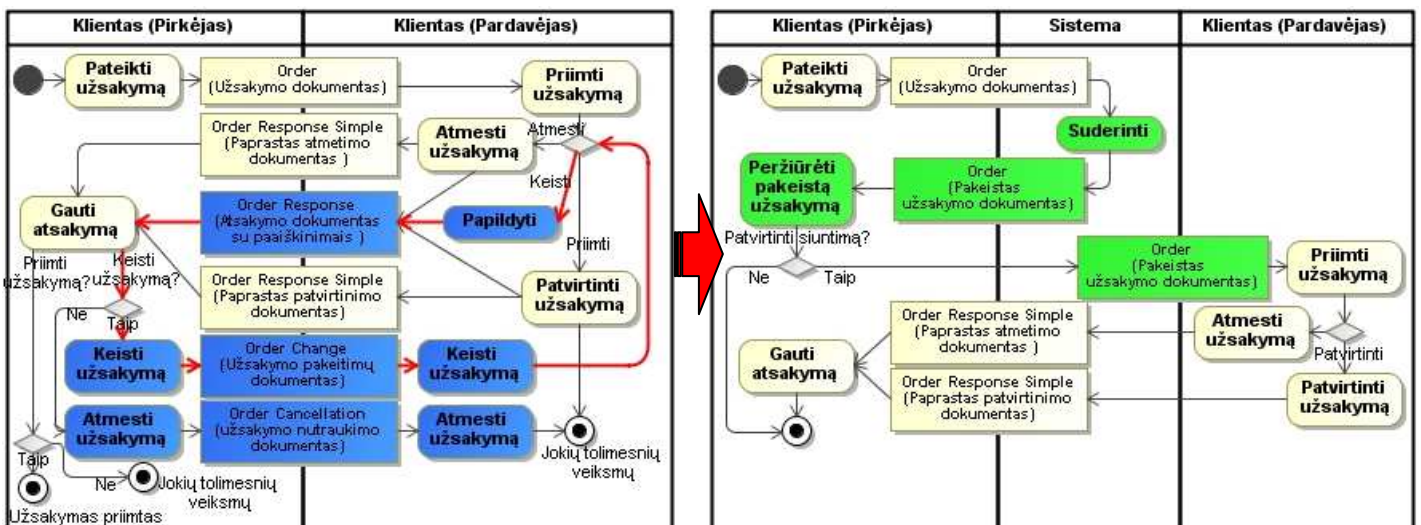 Klientas (Pirkėjas)
Klientas (Pardavėjas)
Pateikti
užsakymą
Order
(Užsakymo dokumentas)
Priimti
užsakymą
Order Response Simple
(Paprastas atmetimo
dokumentas )
Atmesti
užsakymą
Atmesti
Keisti
Gauti
atsakymą
Order Response
(Atsakymo dokumentas
su paaiškinimais )
Papildyti
Priimti
Priimti
užsakymą?
Keisti
užsakymą?
Order Response Simple
(Paprastas patvirtinimo
dokumentas )
Patvirtinti
užsakymą
Ne
Taip
Keisti
užsakymą
Order Change
(Užsakymo pakeitimų
dokumentas)
Keisti
užsakymą
Atmesti
užsakymą
Order Cancellation
(užsakymo nutraukimo
dokumentas)
Atmesti
užsakymą
Taip
Ne
Jokių tolimesnių
veiksmų
Jokių tolimesnių
veiksmų
Užsakymas priimtas
Klientas (Pirkėjas)
Sistema
Klientas (Pardavėjas)
Pateikti
užsakymą
Order
(Užsakymo dokumentas)
Suderinti
Peržiūrėti
pakeistą
užsakymą
Order
(Pakeistas
užsakymo dokumentas)
Patvirtinti siuntimą?
Ne
Taip
Order
(Pakeistas
užsakymo dokumentas)
Priimti
užsakymą
Order Response Simple
(Paprastas atmetimo
dokumentas )
Atmesti
užsakymą
Patvirtinti
Gauti
atsakymą
Order Response Simple
(Paprastas patvirtinimo
dokumentas )
Patvirtinti
užsakymą